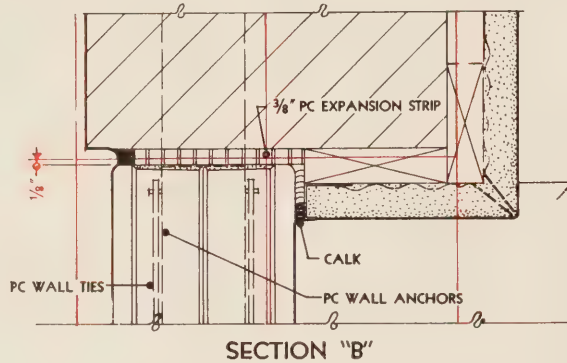 3/8" PC EXPANSION STRIP
1/8"
CALK
PC WALL TIES
PC WALL ANCHORS
SECTION "B"